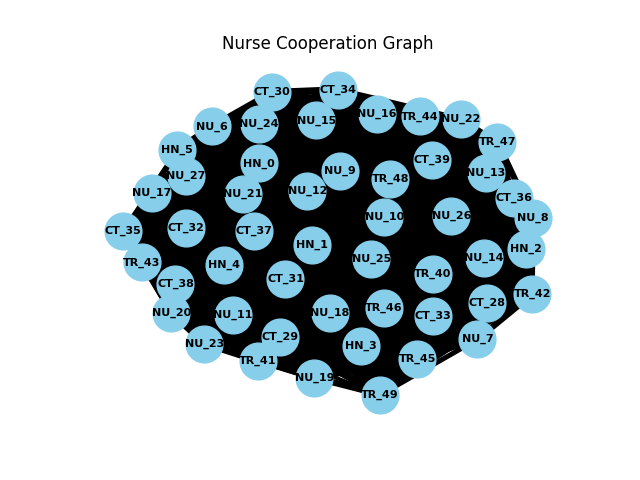 Nurse Cooperation Graph
CT_30
CT_34
NU_16
TR_44
NU_22
NU_6
NU_24
NU_15
TR_47
HN_5
HN_0
CT_39
NU_27
NU_9
TR_48
NU_13
NU_17
NU_21
NU_12
CT_36
CT_35
CT_32
CT_37
NU_10
NU_26
NU_8
HN_1
HN_2
TR_43
HN_4
NU_25
NU_14
CT_38
CT_31
TR_40
TR_42
NU_20
NU_11
NU_18
TR_46
CT_33
CT_28
NU_23
CT_29
HN_3
NU_7
TR_41
TR_45
NU_19
TR_49